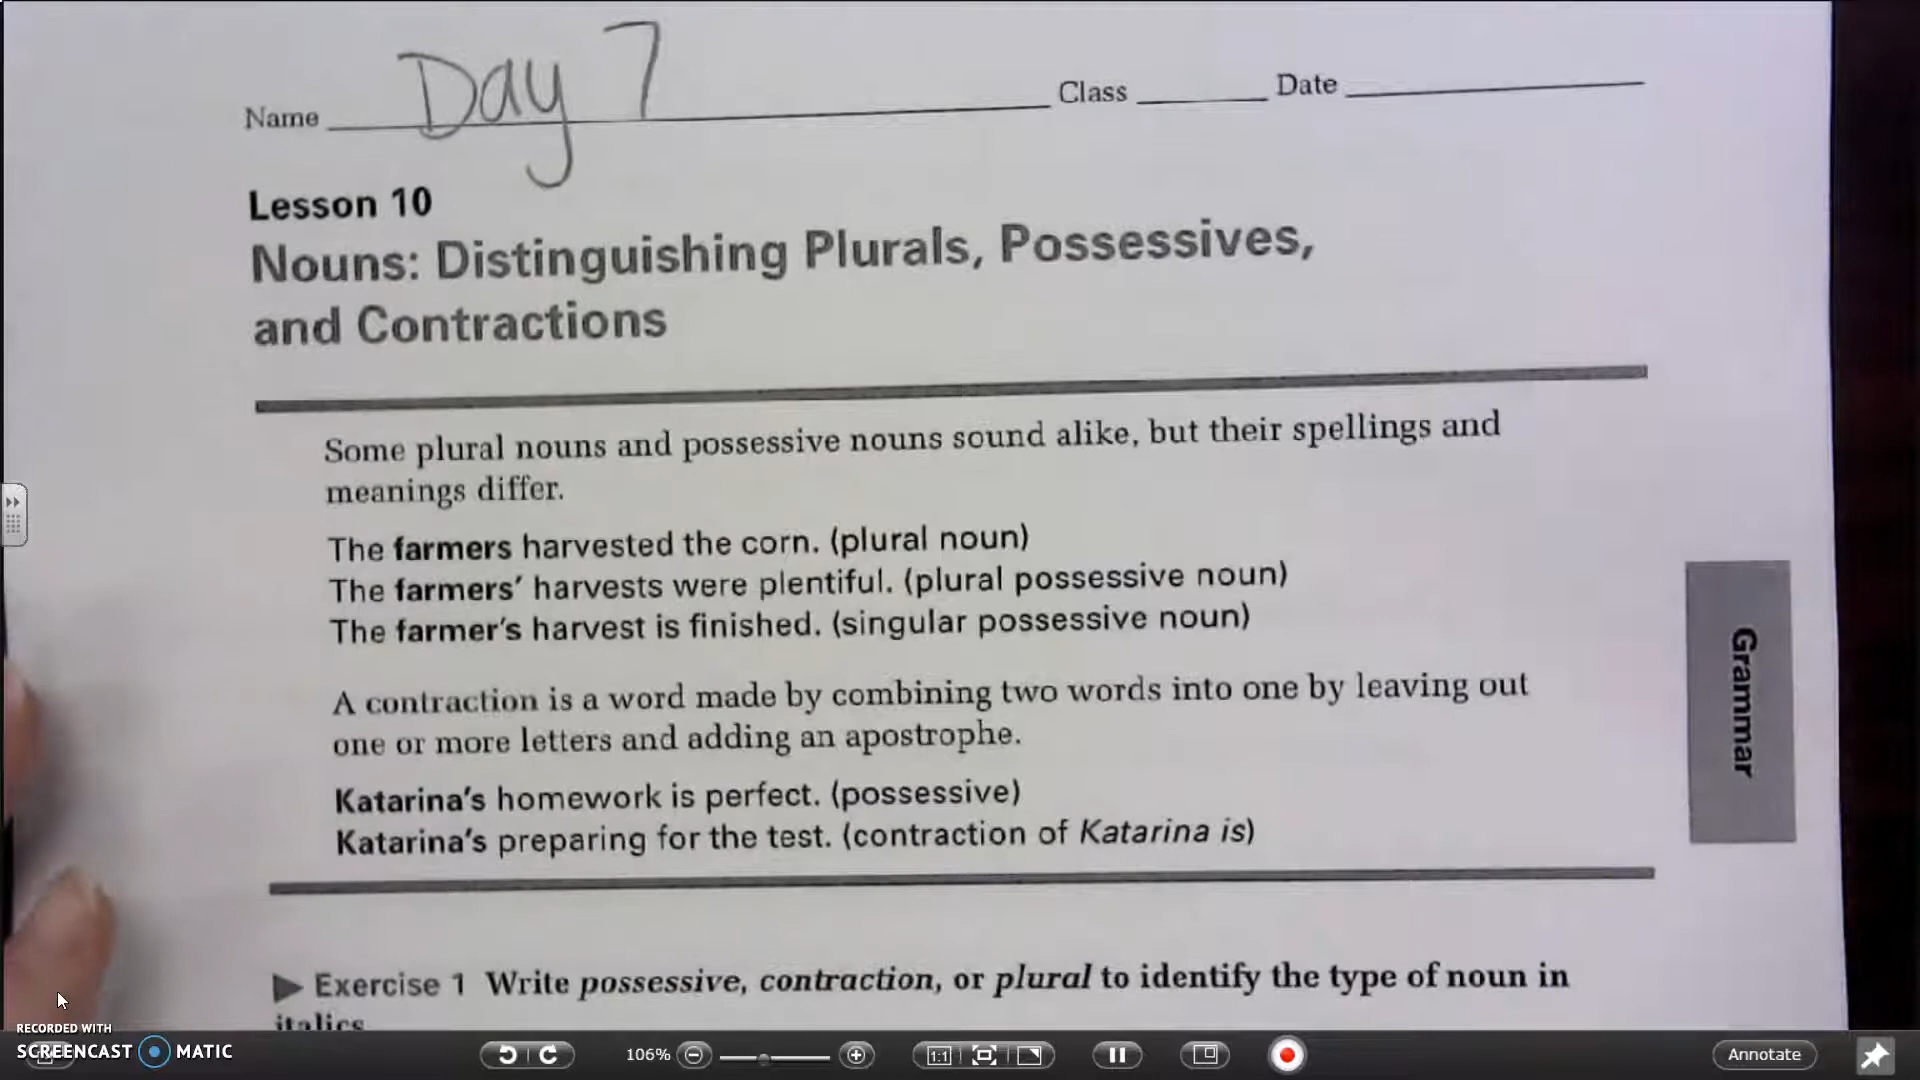 Name Day 7 Class Date
Lesson 10
Nouns: Distinguishing Plurals, Possessives,
and Contractions
Some plural nouns and possessive nouns sound alike, but their spellings and
meanings differ.
The farmers harvested the corn. (plural noun)
The farmers' harvests were plentiful. (plural possessive noun)
The farmer's harvest is finished. (singular possessive noun)
A contraction is a word made by combining two words into one by leaving out
one or more letters and adding an apostrophe.
Katarina's homework is perfect. (possessive)
Katarina's preparing for the test. (contraction of Katarina is)
Grammar
Exercise 1 Write possessive, contraction, or plural to identify the type of noun in
italics.
RECORDED WITH
SCREENCAST MATIC
106%
1:1
Annotate